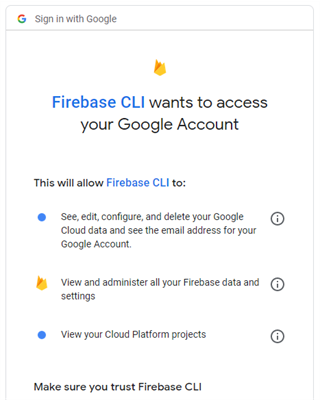 Sign in with Google
Firebase CLI wants to access
your Google Account
This will allow Firebase CLI to:
See, edit, configure, and delete your Google
Cloud data and see the email address for your
Google Account.
View and administer all your Firebase data and
settings
View your Cloud Platform projects
Make sure you trust Firebase CLI